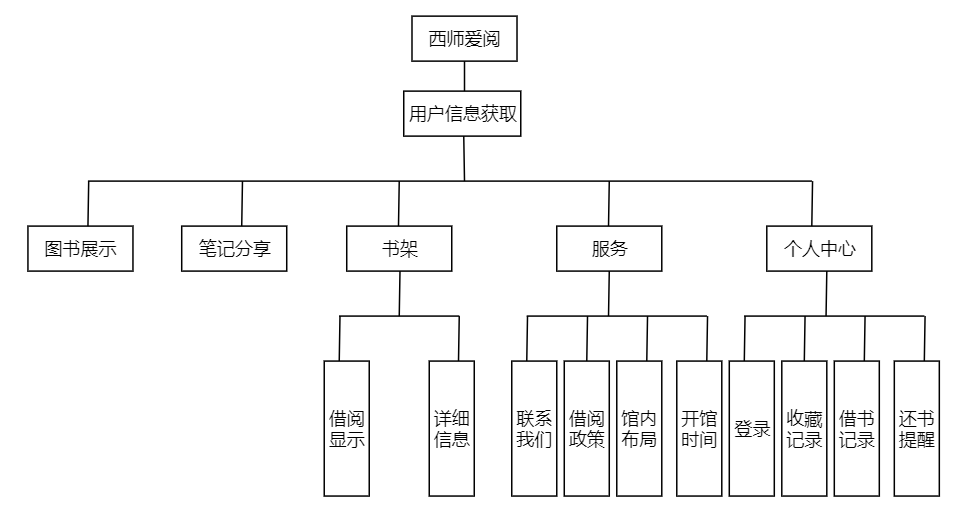 西师爱阅
用户信息获取
图书展示
笔记分享
书架
服务
个人中心
借阅
显示
详细
信息
联系
我们
借阅
政策
馆内
布局
开馆
时间
登录
收藏
记录
借书
记录
还书
提醒